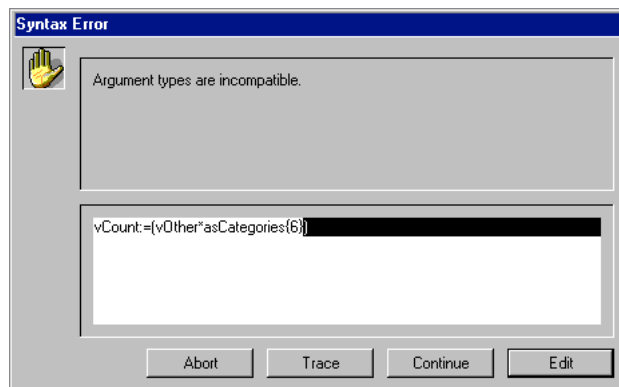 Syntax Error
Argument types are incompatible.
vCount:=(vOther*asCategories{6})
Abort
Trace
Continue
Edit